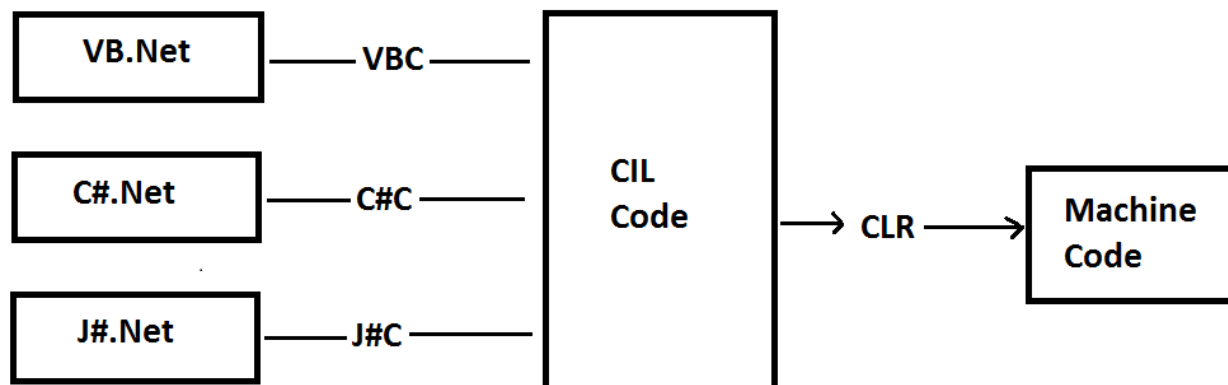 VB.Net
VBC
C#.Net
C#C
J#.Net
J#C
CIL
Code
CLR
Machine
Code